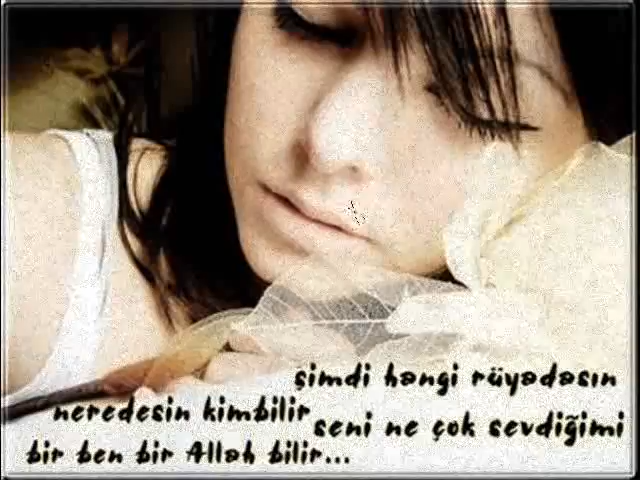 şimdi hangi rüyadasın
neredesin kimbilir
seni ne çok sevdiğimi
bir ben bir Allah bilir...